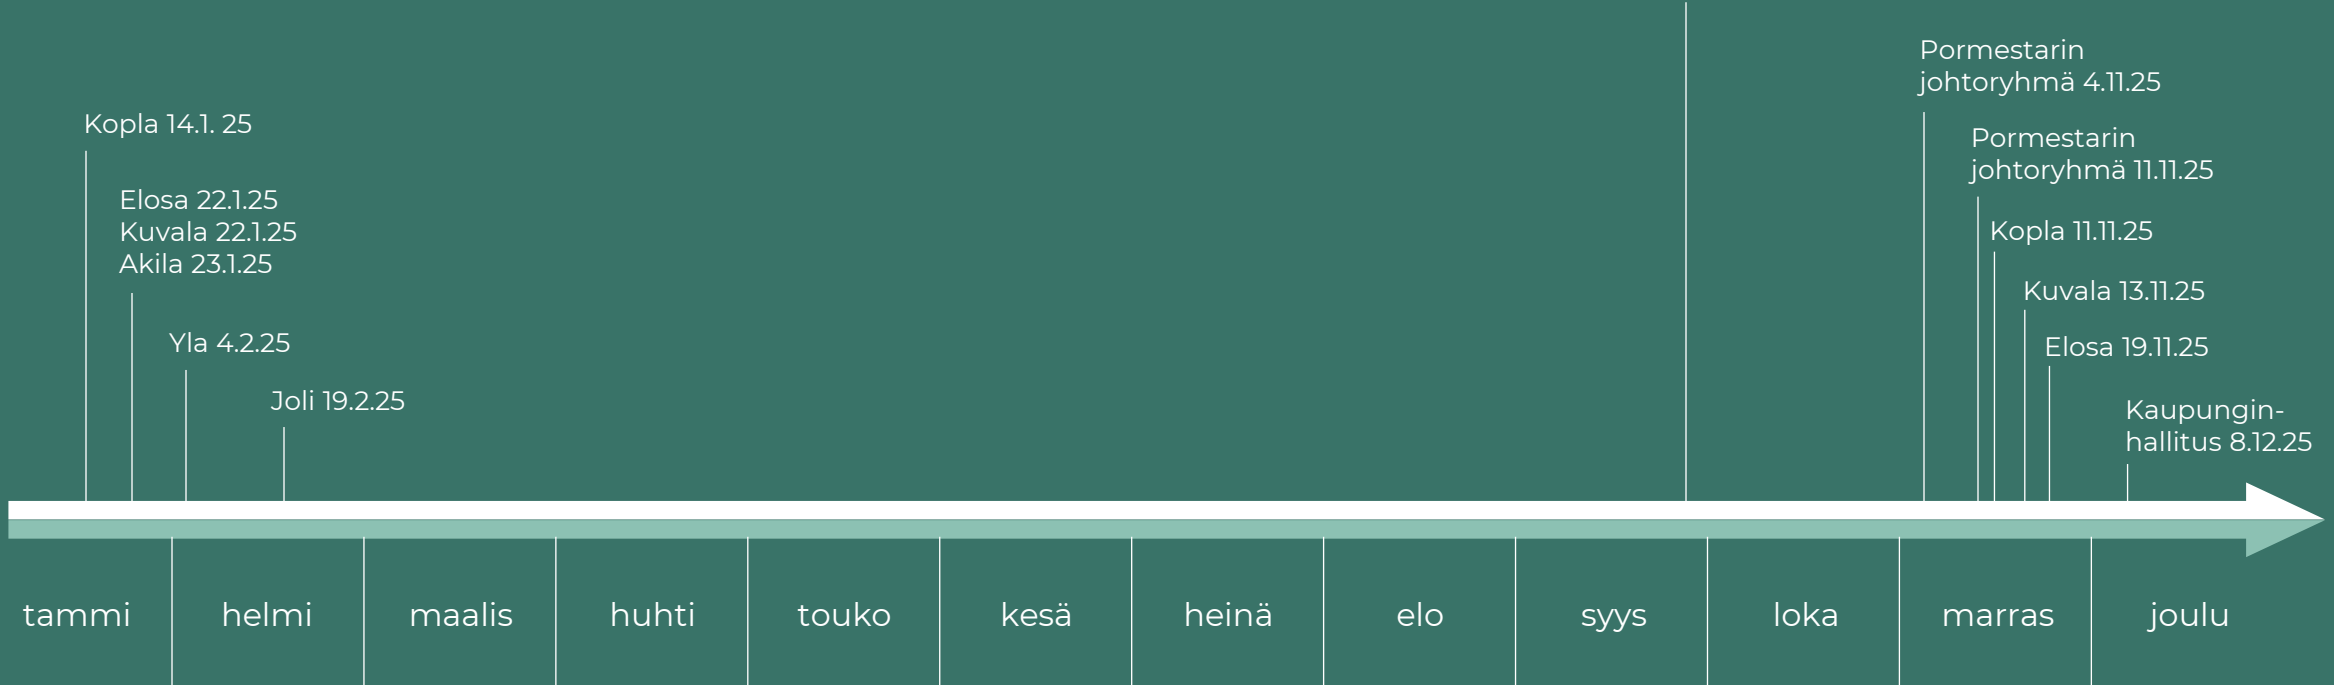 Kopla 14.1. 25
Elosa 22.1.25
Kuvala 22.1.25
Akila 23.1.25
Yla 4.2.25
Joli 19.2.25
Pormestarin
johtoryhmä 4.11.25
Pormestarin
johtoryhmä 11.11.25
Kopla 11.11.25
Kuvala 13.11.25
Elosa 19.11.25
Kaupungin-
hallitus 8.12.25
tammi
helmi
maalis
huhti
touko
kesä
heinä
elo
syys
loka
marras
joulu